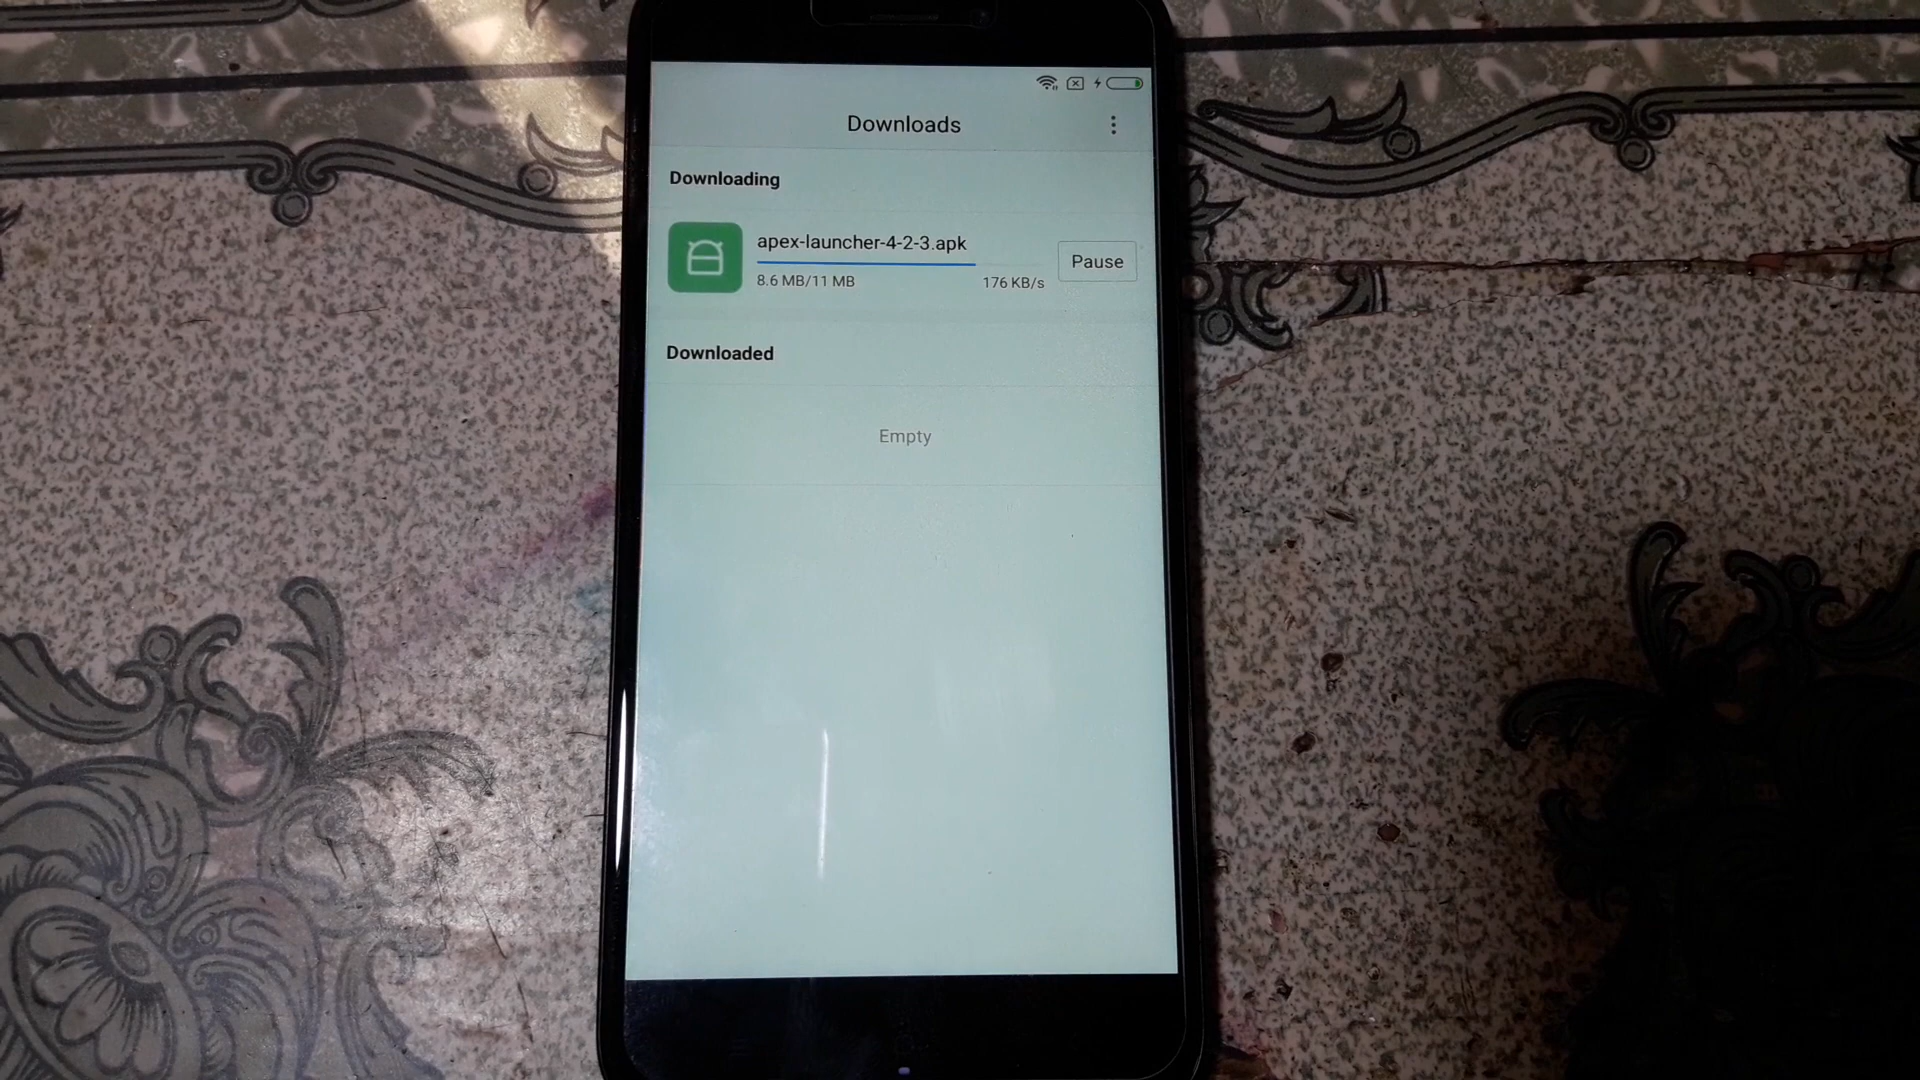 Downloads
Downloading
apex-launcher-4-2-3.apk
Pause
8.6 MB/11 MB
176 KB/s
Downloaded
Empty